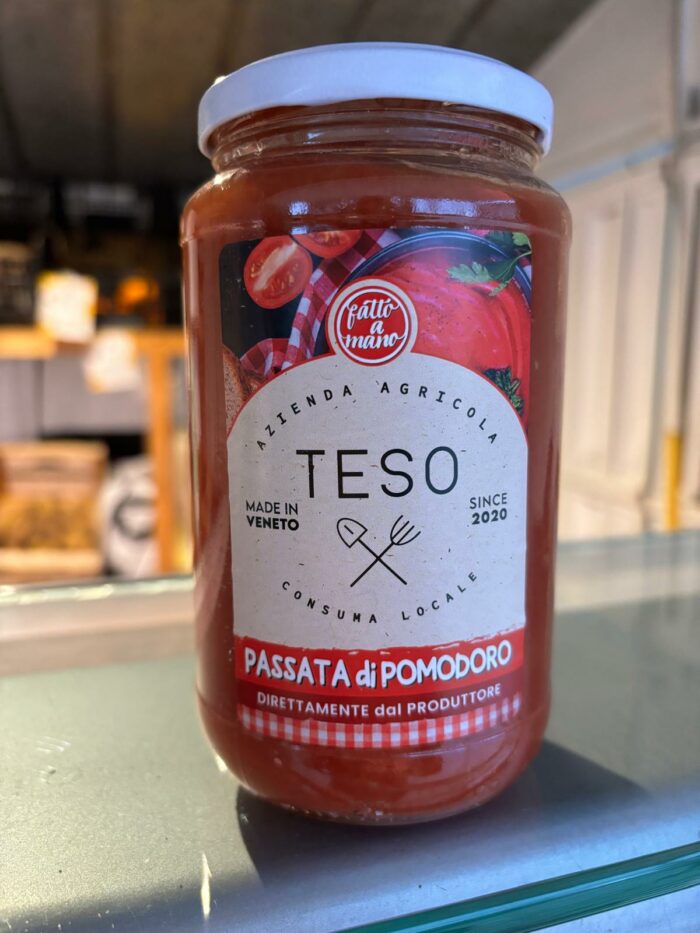 fatto
a
mano
AZIENDA AGRICOLA
TESO
MADE IN
VENETO
SINCE
2020
CONSUMA LOCALE
PASSATA di POMODORO
DIRETTAMENTE dal PRODUTTORE